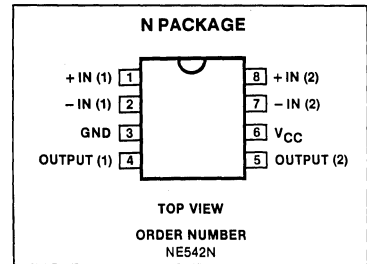 N PACKAGE
+ IN (1) 1 8 + IN (2)
– IN (1) 2 7 – IN (2)
GND 3 6 VCC
OUTPUT (1) 4 5 OUTPUT (2)
TOP VIEW
ORDER NUMBER
NE542N